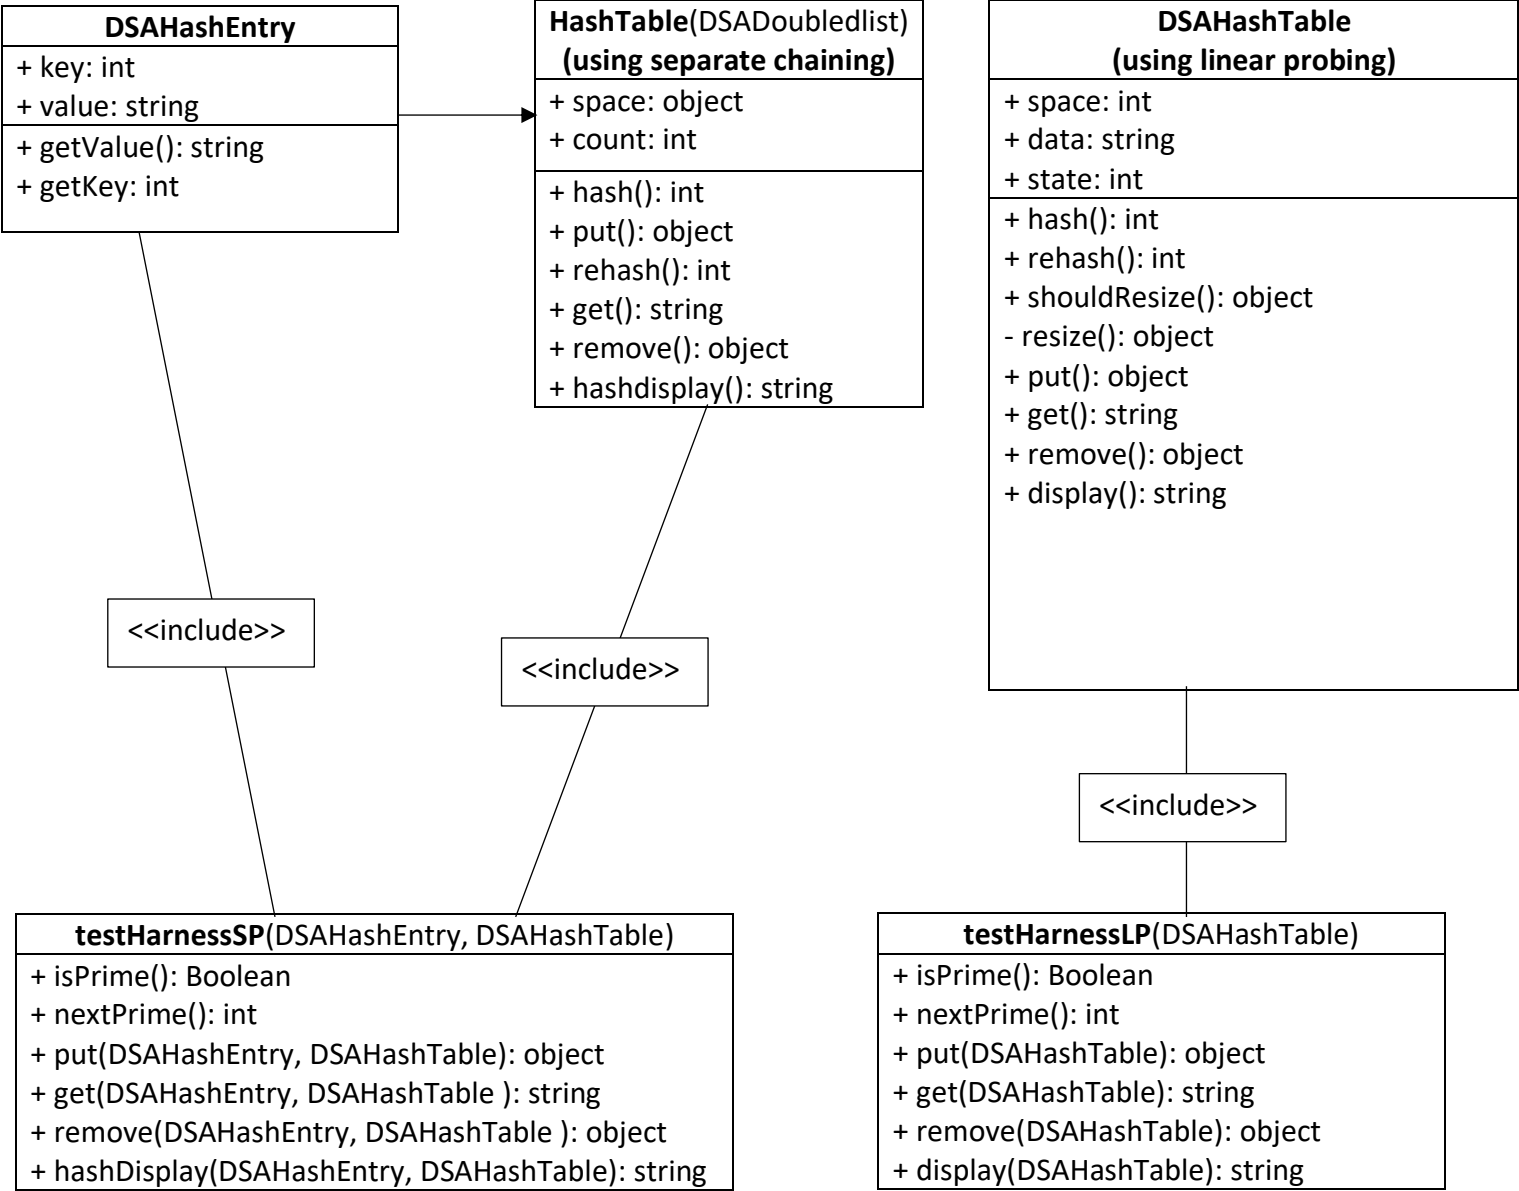 DSAHashEntry
+ key: int
+ value: string
+ getValue(): string
+ getKey: int
HashTable(DSADoubledlist)
(using separate chaining)
+ space: object
+ count: int
+ hash(): int
+ put(): object
+ rehash(): int
+ get(): string
+ remove(): object
+ hashdisplay(): string
DSAHashTable
(using linear probing)
+ space: int
+ data: string
+ state: int
+ hash(): int
+ rehash(): int
+ shouldResize(): object
- resize(): object
+ put(): object
+ get(): string
+ remove(): object
+ display(): string
<<include>>
<<include>>
<<include>>
testHarnessSP(DSAHashEntry, DSAHashTable)
+ isPrime(): Boolean
+ nextPrime(): int
+ put(DSAHashEntry, DSAHashTable): object
+ get(DSAHashEntry, DSAHashTable ): string
+ remove(DSAHashEntry, DSAHashTable ): object
+ hashDisplay(DSAHashEntry, DSAHashTable): string
testHarnessLP(DSAHashTable)
+ isPrime(): Boolean
+ nextPrime(): int
+ put(DSAHashTable): object
+ get(DSAHashTable): string
+ remove(DSAHashTable): object
+ display(DSAHashTable): string